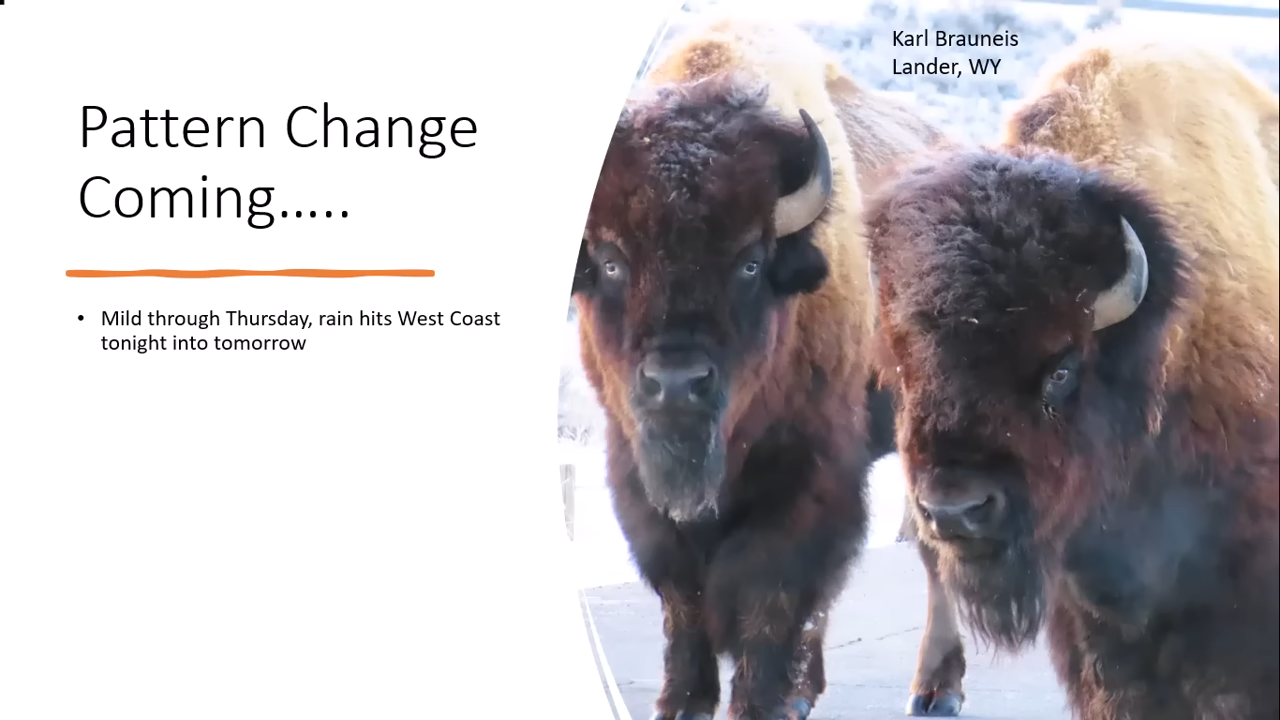 Karl Brauneis
Lander, WY
Pattern Change
Coming.....
• Mild through Thursday, rain hits West Coast
tonight into tomorrow